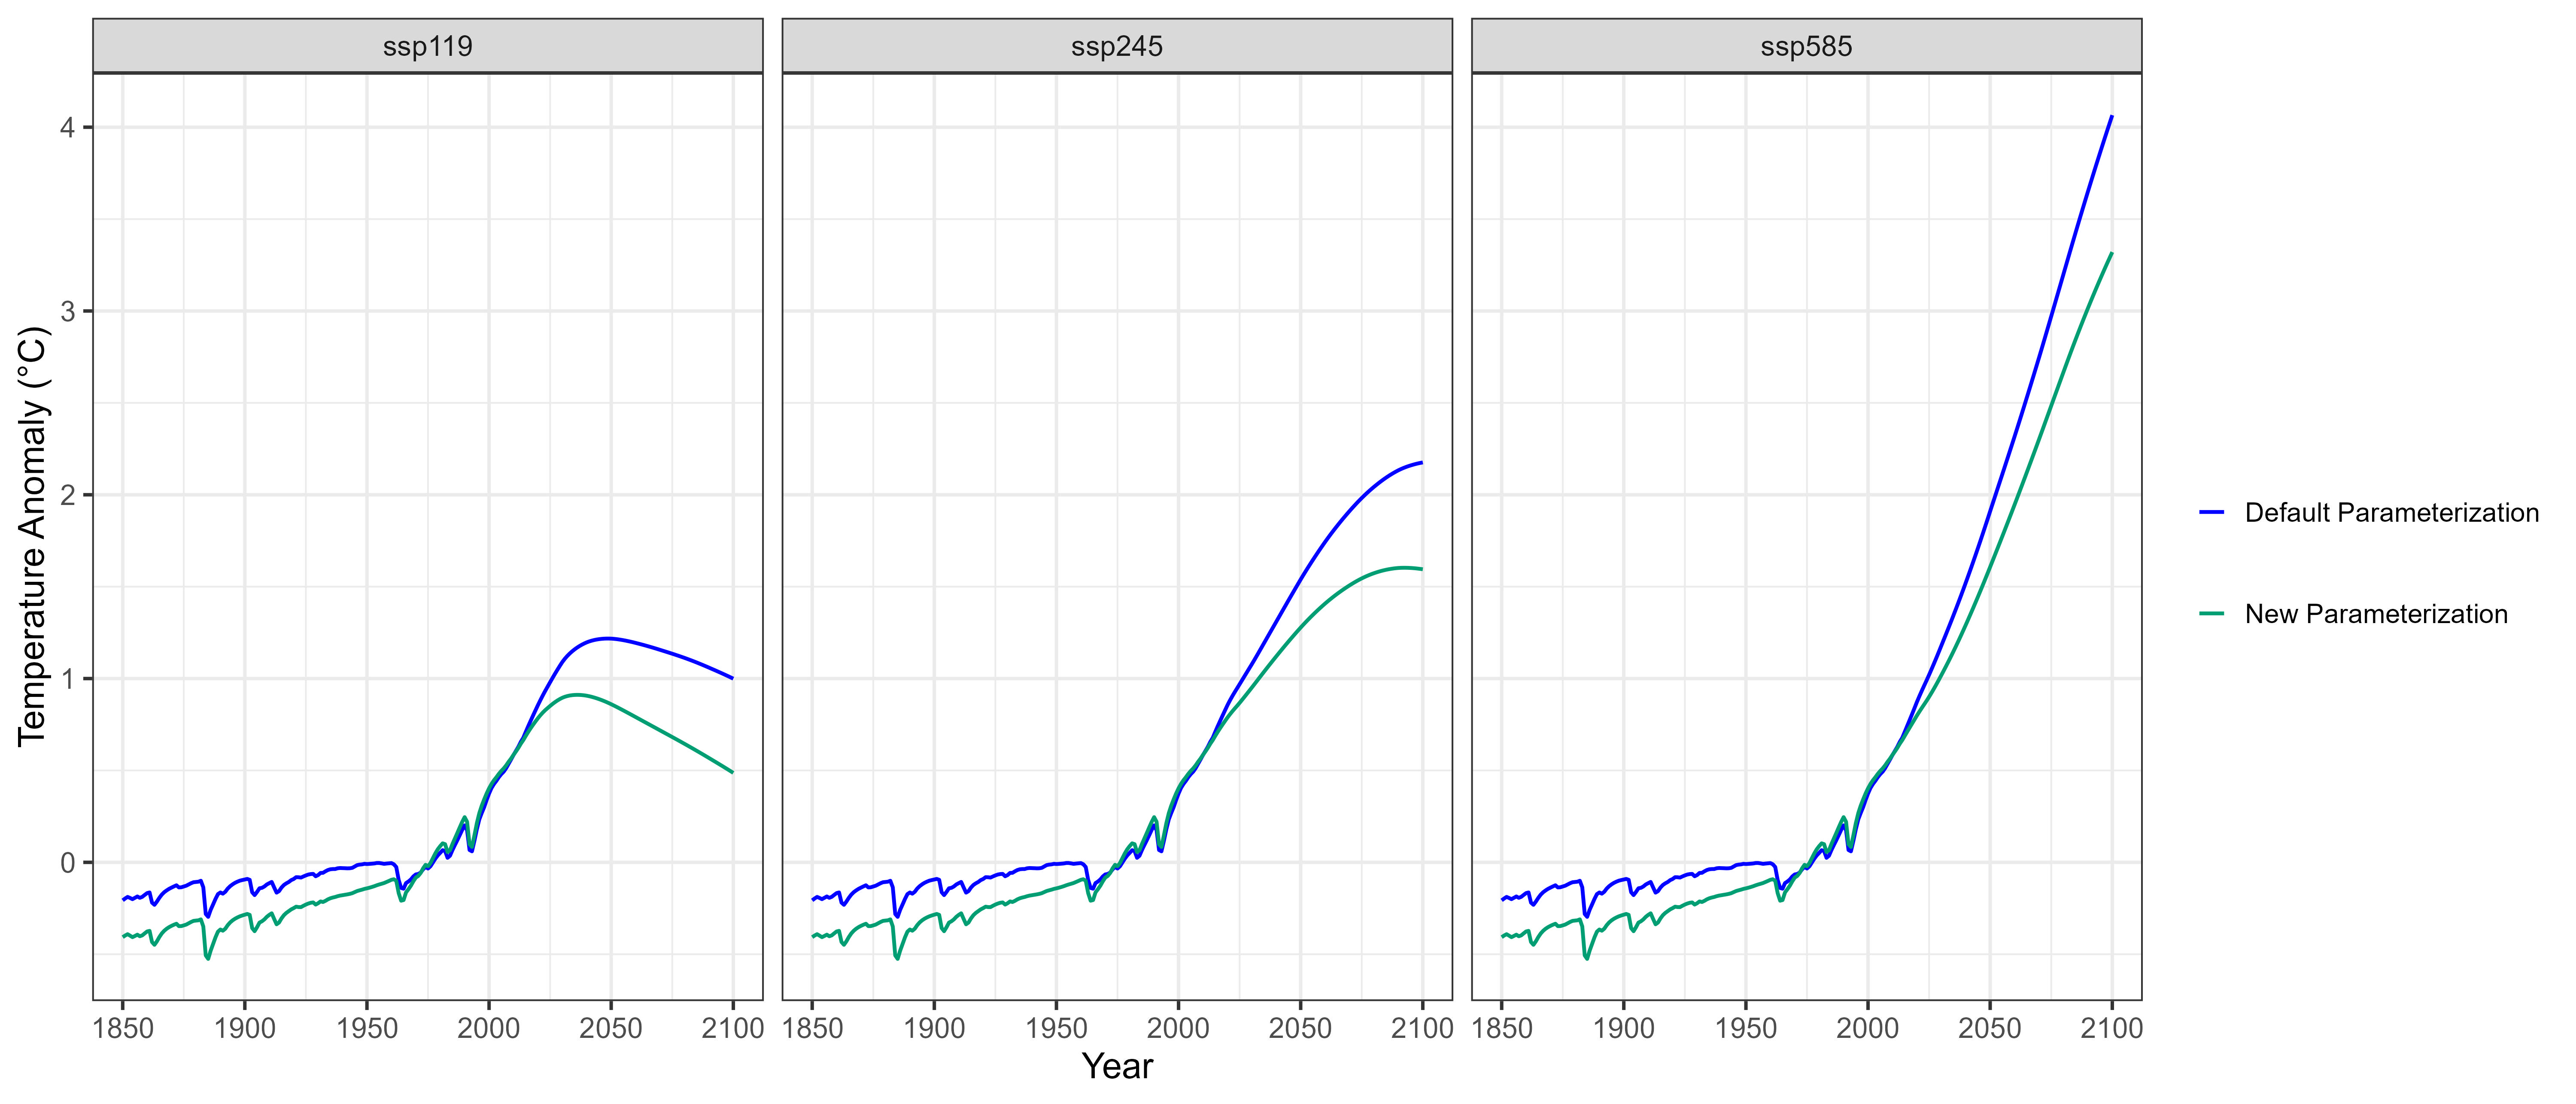 ssp119
ssp245
ssp585
Temperature Anomaly (°C)
4
3
2
1
0
1850 1900 1950 2000 2050 2100
1850 1900 1950 2000 2050 2100
1850 1900 1950 2000 2050 2100
Year
Default Parameterization
New Parameterization